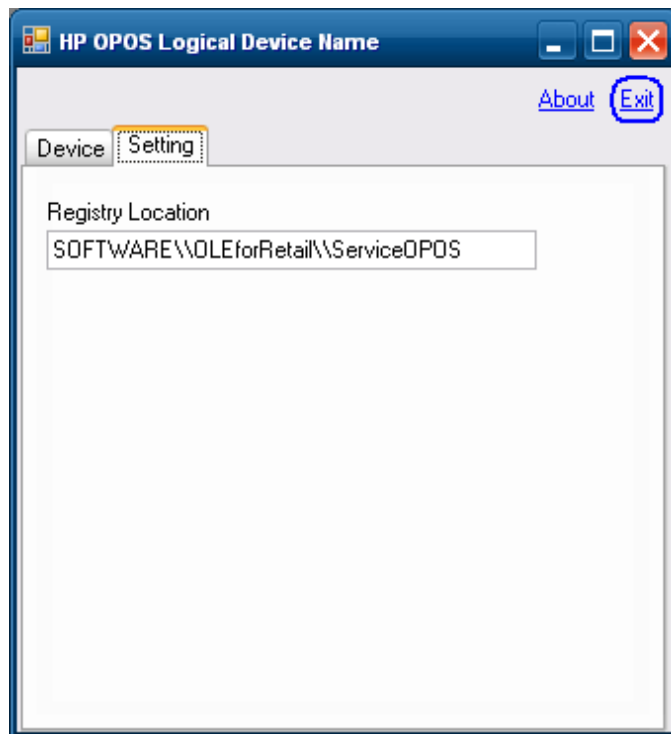 HP OPOS Logical Device Name
About Exit
Device Setting
Registry Location
SOFTWARE\\OLEforRetail\\ServiceOPOS